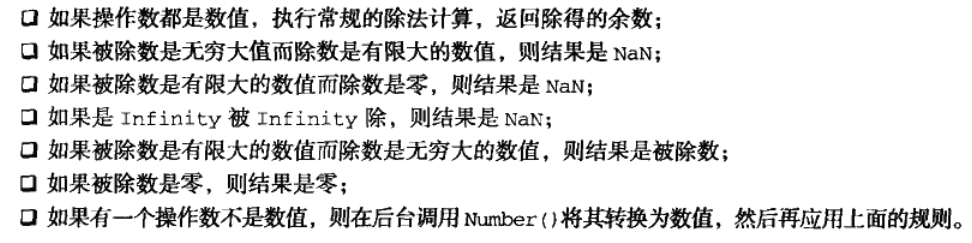 ❏ 如果操作数都是数值，执行常规的除法计算，返回除得的余数；
❏ 如果被除数是无穷大值而除数是有限大的数值，则结果是 NaN；
❏ 如果被除数是有限大的数值而除数是零，则结果是 NaN；
❏ 如果是 Infinity 被 Infinity 除，则结果是 NaN；
❏ 如果被除数是有限大的数值而除数是无穷大的数值，则结果是被除数；
❏ 如果被除数是零，则结果是零；
❏ 如果有一个操作数不是数值，则在后台调用 Number()将其转换为数值，然后再应用上面的规则。